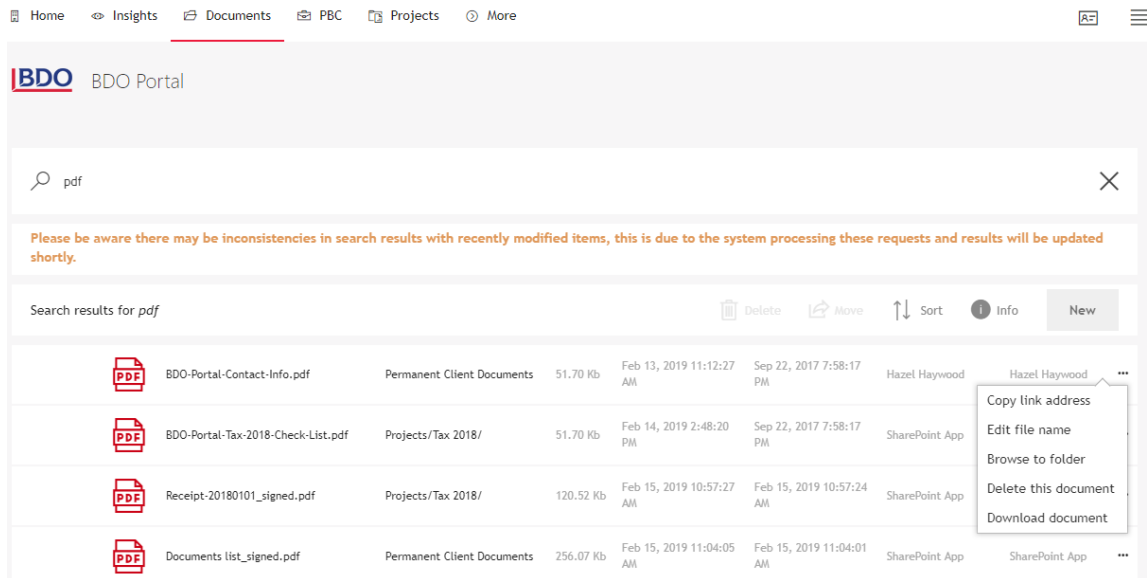 Home Insights Documents PBC Projects More
BDO BDO Portal
pdf
Please be aware there may be inconsistencies in search results with recently modified items, this is due to the system processing these requests and results will be updated
shortly.
Search results for pdf Delete Move Sort i Info New
PDF BDO-Portal-Contact-Info.pdf Permanent Client Documents 51.70 Kb Feb 13, 2019 11:12:27 AM Sep 22, 2017 7:58:17 PM Hazel Haywood Hazel Haywood ...
Copy link address
Edit file name
Browse to folder
Delete this document
Download document
PDF BDO-Portal-Tax-2018-Check-List.pdf Projects/Tax 2018/ 51.70 Kb Feb 14, 2019 2:48:20 PM Sep 22, 2017 7:58:17 PM SharePoint App
PDF Receipt-20180101_signed.pdf Projects/Tax 2018/ 120.52 Kb Feb 15, 2019 10:57:27 AM Feb 15, 2019 10:57:24 AM SharePoint App
PDF Documents list_signed.pdf Permanent Client Documents 256.07 Kb Feb 15, 2019 11:04:05 AM Feb 15, 2019 11:04:01 AM SharePoint App SharePoint App ...